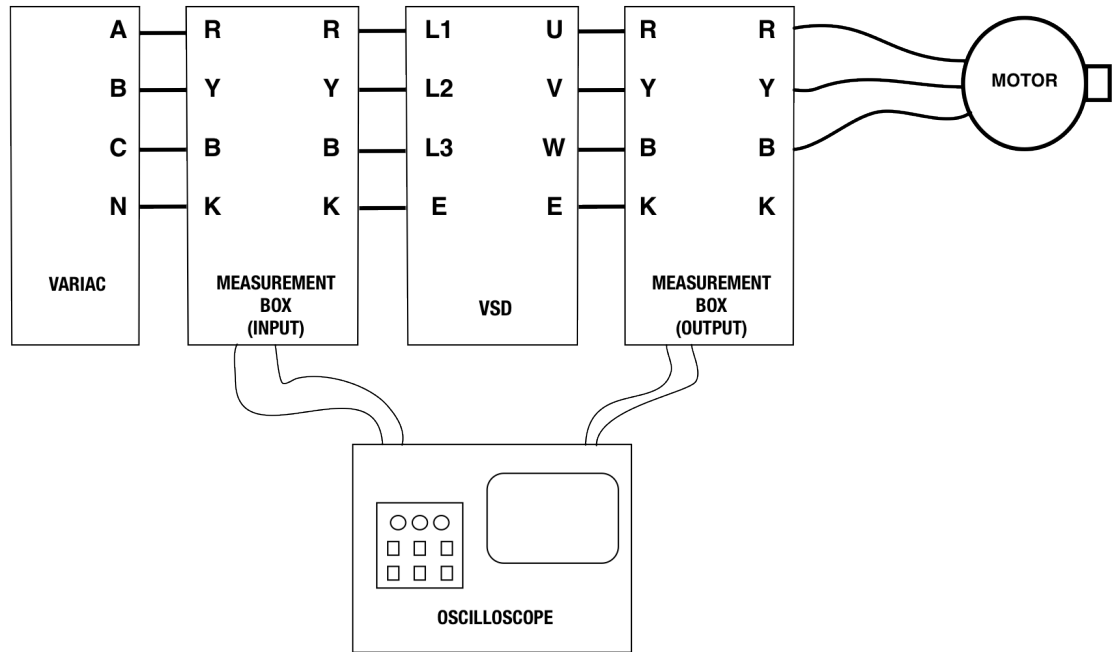 A R R L1 U R R
B Y Y L2 V Y Y
C B B L3 W B B
N K K E E K K
MOTOR
VARIAC
MEASUREMENT
BOX
(INPUT)
VSD
MEASUREMENT
BOX
(OUTPUT)
OSCILLOSCOPE